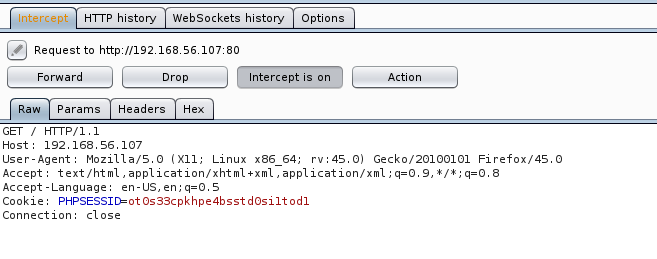 Intercept HTTP history WebSockets history Options
Request to http://192.168.56.107:80
Forward Drop Intercept is on Action
Raw Params Headers Hex
GET / HTTP/1.1
Host: 192.168.56.107
User-Agent: Mozilla/5.0 (X11; Linux x86_64; rv:45.0) Gecko/20100101 Firefox/45.0
Accept: text/html,application/xhtml+xml,application/xml;q=0.9,*/*;q=0.8
Accept-Language: en-US,en;q=0.5
Cookie: PHPSESSID=ot0s33cpkhpe4bsstd0si1tod1
Connection: close